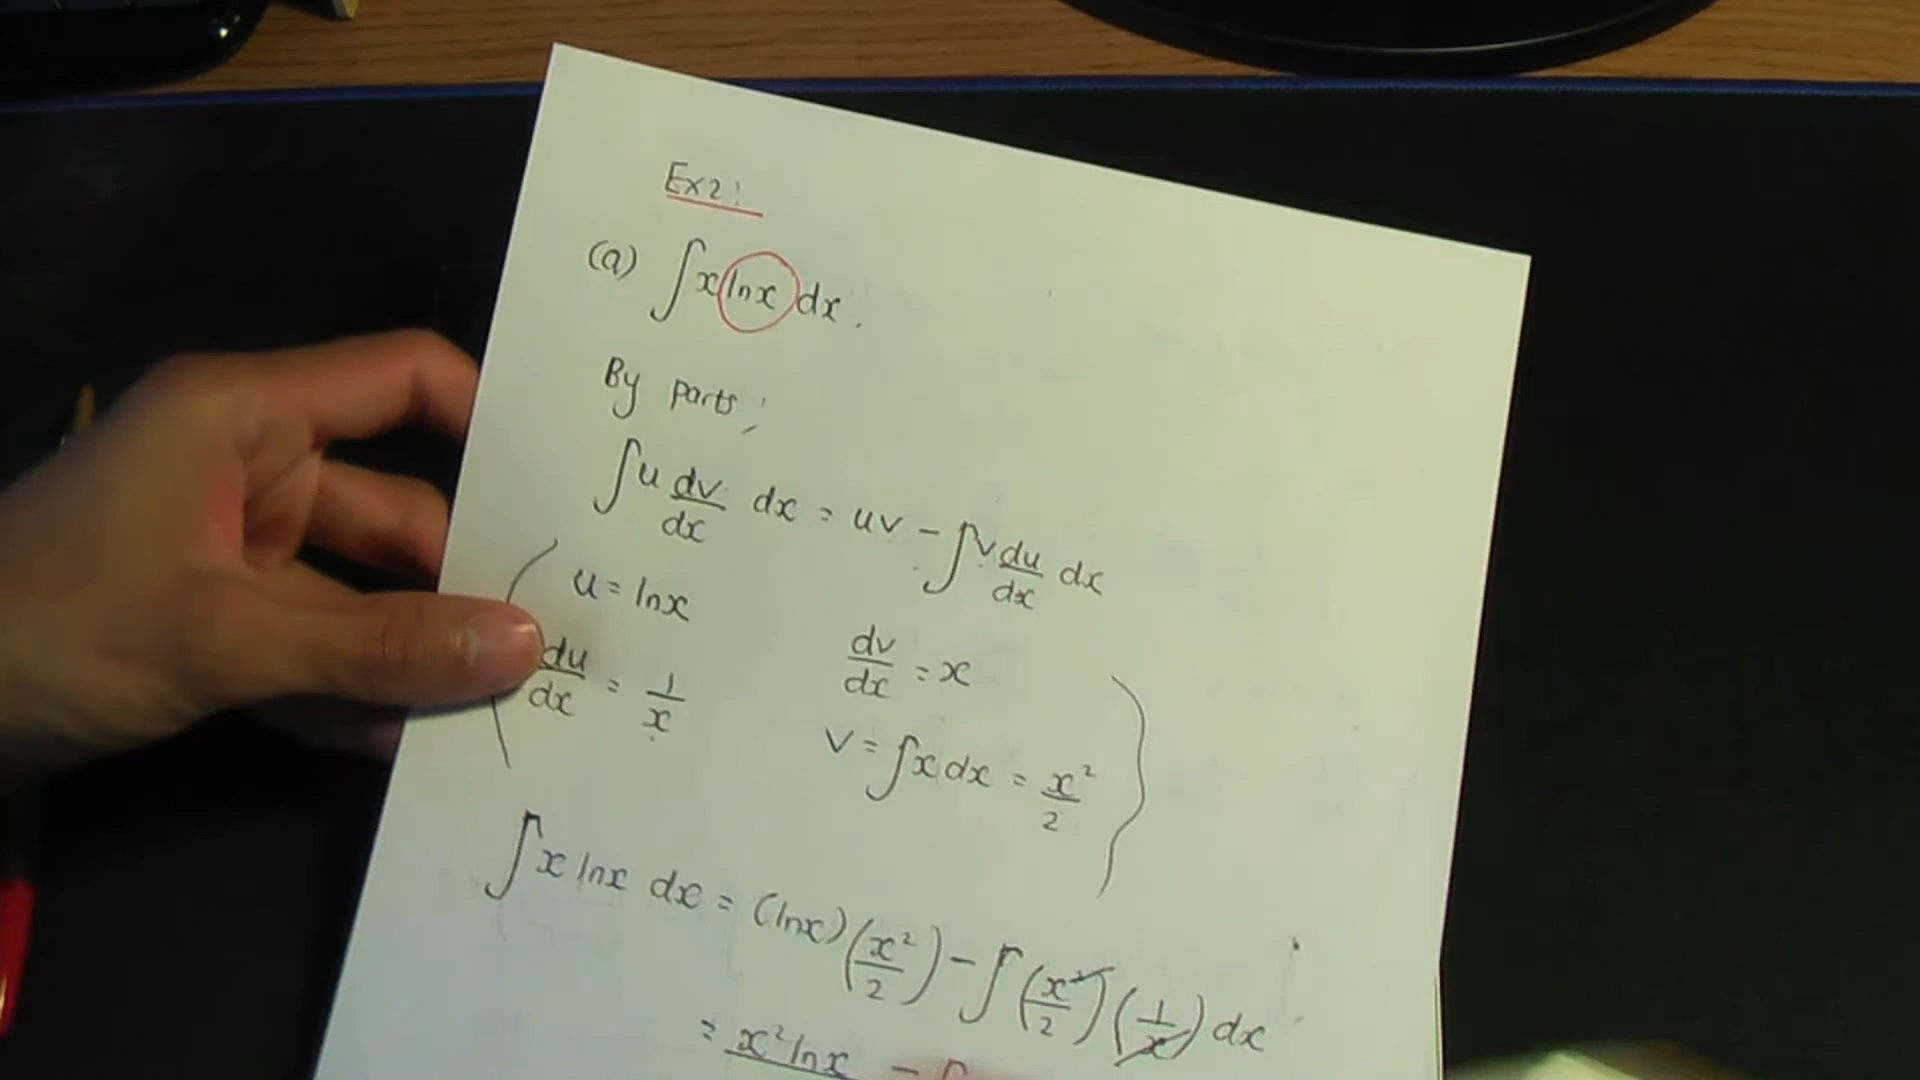 Ex2:
(a) ∫ x ln x dx.
By parts;
∫ u dv/dx dx = uv - ∫ v du/dx dx
u = ln x
dv/dx = x
du/dx = 1/x
v = ∫ x dx = x²/2
∫ x ln x dx = (ln x)(x²/2) - ∫ (x²/2)(1/x) dx
= x² ln x - ∫